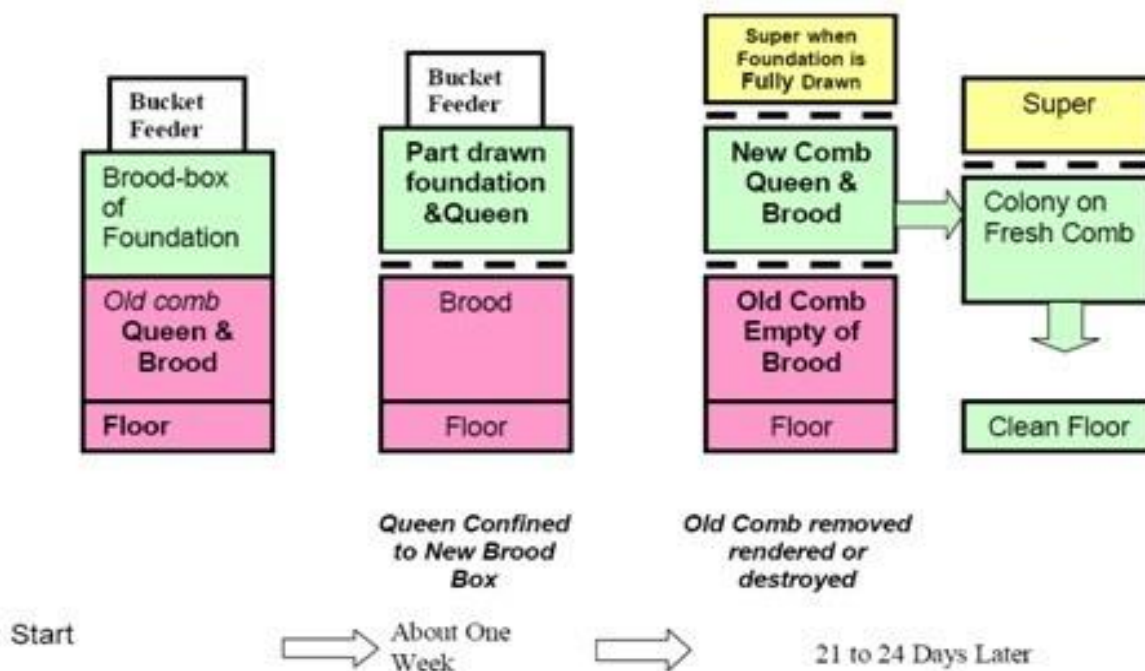 Bucket
Feeder
Brood-box
of
Foundation
Old comb
Queen &
Brood
Floor
Bucket
Feeder
Part drawn
foundation
&Queen
Brood
Floor
Queen Confined
to New Brood
Box
Super when
Foundation is
Fully Drawn
New Comb
Queen &
Brood
Old Comb
Empty of
Brood
Floor
Old Comb removed
rendered or
destroyed
Super
Colony on
Fresh Comb
Clean Floor
Start
About One
Week
21 to 24 Days Later